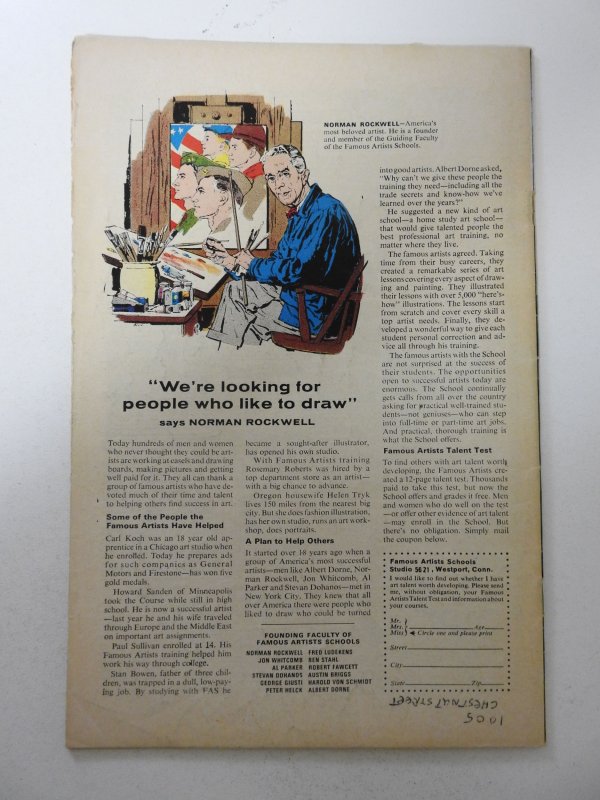 NORMAN ROCKWELL—America's
most beloved artist. He is a founder
and member of the Guiding Faculty
of the Famous Artists Schools.
"We're looking for
people who like to draw"
says NORMAN ROCKWELL
Today hundreds of men and women
who never thought they could be art-
ists are working at easels and drawing
boards, making pictures and getting
well paid for it. They all can thank a
group of famous artists who have de-
voted much of their time and talent
to helping others find success in art.
Some of the People the
Famous Artists Have Helped
Carl Koch was an 18 year old ap-
prentice in a Chicago art studio when
he enrolled. Today he prepares ads
for such companies as General
Motors and Firestone—has won five
gold medals.
Howard Sanden of Minneapolis
took the Course while still in high
school. He is now a successful artist
—last year he and his wife traveled
through Europe and the Middle East
on important art assignments.
Paul Sullivan enrolled at 14. His
Famous Artists training helped him
work his way through college.
Stan Bowen, father of three chil-
dren, was trapped in a dull, low-pay-
ing job. By studying with FAS he
became a sought-after illustrator,
has opened his own studio.
With Famous Artists training
Rosemary Roberts was hired by a
top department store as an artist—
with a big chance to advance.
Oregon housewife Helen Tryk
lives 150 miles from the nearest big
city. But she does fashion illustration,
has her own studio, runs an art work-
shop, does portraits.
A Plan to Help Others
It started over 16 years ago when a
group of America's most successful
artists—men like Albert Dorne, Nor-
man Rockwell, Jon Whitcomb, Al
Parker and Stevan Dohanos—met in
New York City. They knew that all
over America there were people who
liked to draw who could be turned
FOUNDING FACULTY OF
FAMOUS ARTISTS SCHOOLS
NORMAN ROCKWELL FRED LUDEKENS
JON WHITCOMB BEN STAHL
AL PARKER ROBERT FAWCETT
STEVAN DOHANOS AUSTIN BRIGGS
GEORGE GIUSTI HAROLD VON SCHMIDT
PETER HELCK ALBERT DORNE
into good artists. Albert Dorne asked,
"Why can't we give these people the
training they need—including all the
trade secrets and know-how we've
learned over the years?"
He suggested a new kind of art
school—a home study art school—
that would give talented people the
best professional art training, no
matter where they live.
The famous artists agreed. Taking
time from their busy careers, they
created a remarkable series of art
lessons covering every aspect of draw-
ing and painting. They illustrated
their lessons with over 5,000 "here's-
how" illustrations. The lessons start
from scratch and cover every skill a
top artist needs. Finally, they de-
veloped a wonderful way to give each
student personal correction and ad-
vice all through his training.
The famous artists with the School
are not surprised at the success of
their students. The opportunities
open to successful artists today are
enormous. The School continually
gets calls from all over the country
asking for practical well-trained stu-
dents—not geniuses—who can step
into full-time or part-time art jobs.
And practical, thorough training is
what the School offers.
Famous Artists Talent Test
To find others with art talent worth
developing, the Famous Artists cre-
ated a 12-page talent test. Thousands
paid to take this test, but now the
School offers and grades it free. Men
and women who do well on the test
—or offer other evidence of art talent
—may enroll in the School. But
there's no obligation. Simply mail
the coupon below.
Famous Artists Schools
Studio 5621, Westport, Conn.
I would like to find out whether I have
art talent worth developing. Please send
me, without obligation, your Famous
Artists Talent Test and information about
your courses.
Mr.
Mrs. Age
Miss Circle one and please print
Street
City
State Zip
1005
CHESTNUT STREET